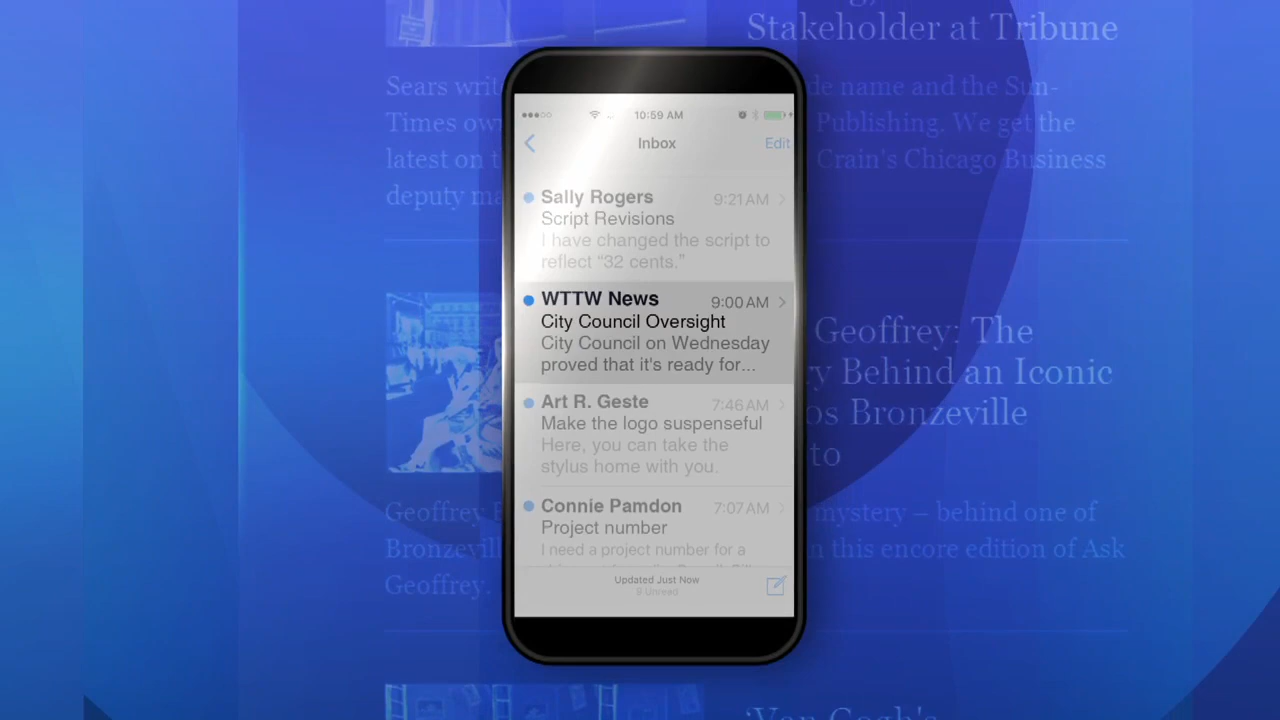 Stakeholder at Tribune
Sears
de name and the Sun-
Times
Publishing. We get the
latest on
Crain's Chicago Business
deputy
10:59 AM
Inbox
Edit
Sally Rogers
9:21 AM
Script Revisions
I have changed the script to
reflect “32 cents.”
WTTW News
9:00 AM
City Council Oversight
City Council on Wednesday
proved that it's ready for...
Art R. Geste
7:46 AM
Make the logo suspenseful
Here, you can take the
stylus home with you.
Connie Pamdon
7:07 AM
Project number
I need a project number for a
Updated Just Now
9 Unread
Geoffrey: The
Behind an Iconic
os Bronzeville
to
Geoffrey
mystery – behind one of
in this encore edition of Ask
Geoffrey.
‘Van Gogh's